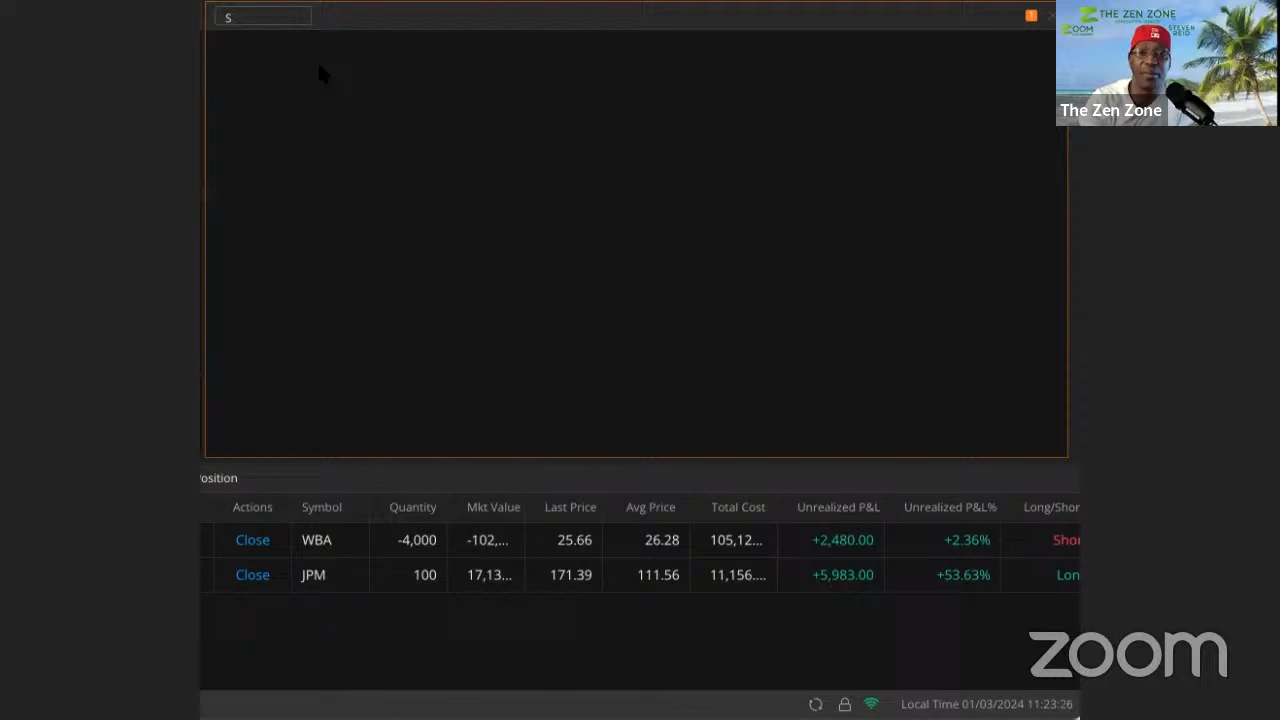 S
1
THE ZEN ZONE
ZOOM
STEVEN
REID
The Zen Zone
osition
Actions Symbol Quantity Mkt Value Last Price Avg Price Total Cost Unrealized P&L Unrealized P&L% Long/Shor
Close WBA -4,000 -102,... 25.66 26.28 105,12... +2,480.00 +2.36% Shor
Close JPM 100 17,13... 171.39 111.56 11,156.... +5,983.00 +53.63% Lon
zoom
Local Time 01/03/2024 11:23:26